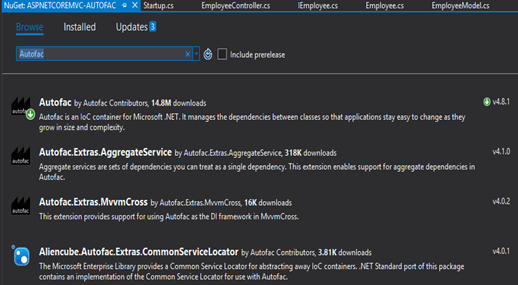 NuGet: ASPNETCOREMVC-AUTOFAC Startup.cs EmployeeController.cs IEmployee.cs Employee.cs EmployeeModel.cs
Browse Installed Updates 3
Autofac Include prerelease
Autofac by Autofac Contributors, 14.8M downloads v4.8.1
Autofac is an IoC container for Microsoft .NET. It manages the dependencies between classes so that applications stay easy to change as they
grow in size and complexity.
Autofac.Extras.AggregateService by Autofac.Extras.AggregateService, 318K downloads v4.1.0
Aggregate services are sets of dependencies you can treat as a single dependency. This extension enables support for aggregate dependencies in
Autofac.
Autofac.Extras.MvvmCross by Autofac.Extras.MvvmCross, 16K downloads v4.0.2
This extension provides support for using Autofac as the DI framework in MvvmCross.
Aliencube.Autofac.Extras.CommonServiceLocator by Autofac Contributors, 3.81K downloads v4.0.1
The Microsoft Enterprise Library provides a Common Service Locator for abstracting away IoC containers. .NET Standard port of this package
contains an implementation of the Common Service Locator for use with Autofac.